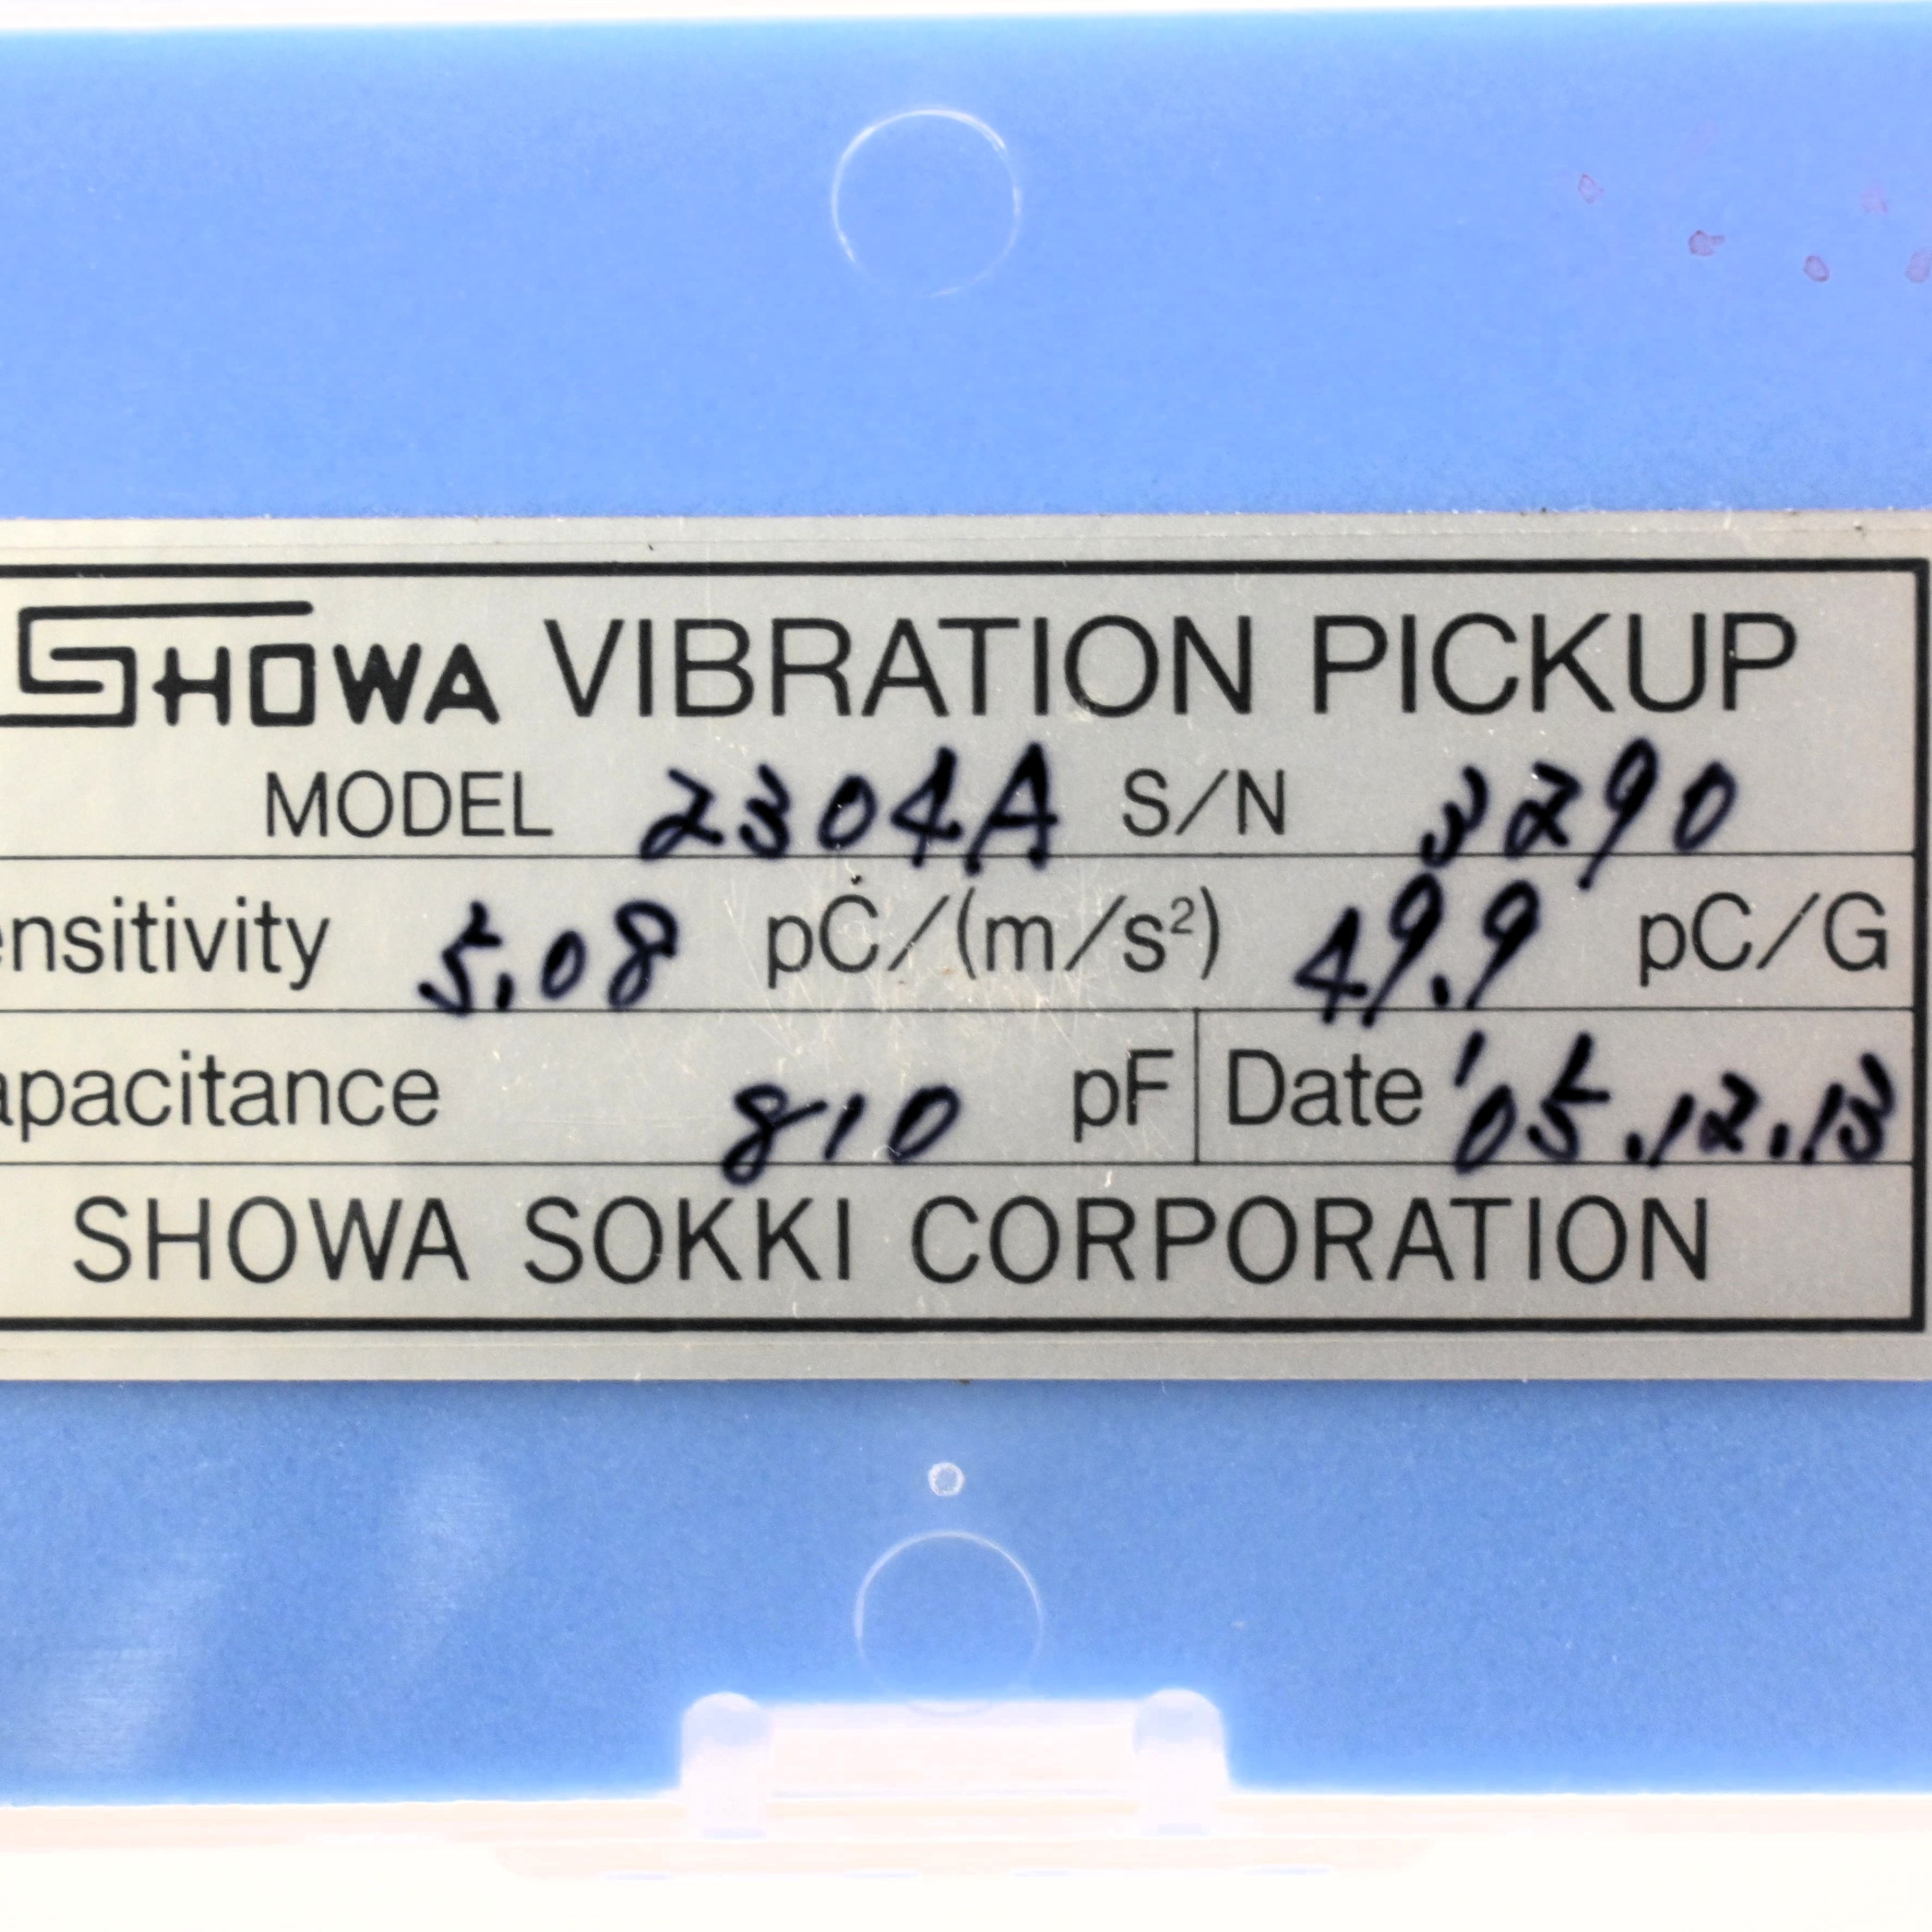 SHOWA VIBRATION PICKUP
MODEL 2304A S/N 3290
ensitivity 5.08 pC/(m/s²) 49.9 pC/G
apacitance 810 pF Date '05.12.13
SHOWA SOKKI CORPORATION